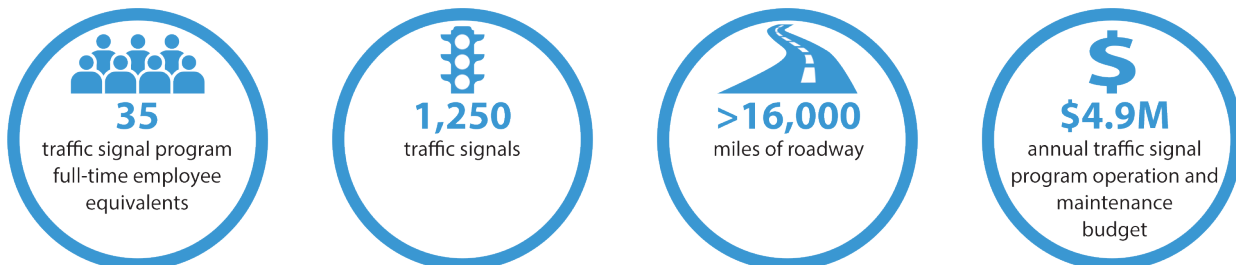 35
traffic signal program
full-time employee
equivalents
1,250
traffic signals
>16,000
miles of roadway
$
$4.9M
annual traffic signal
program operation and
maintenance
budget